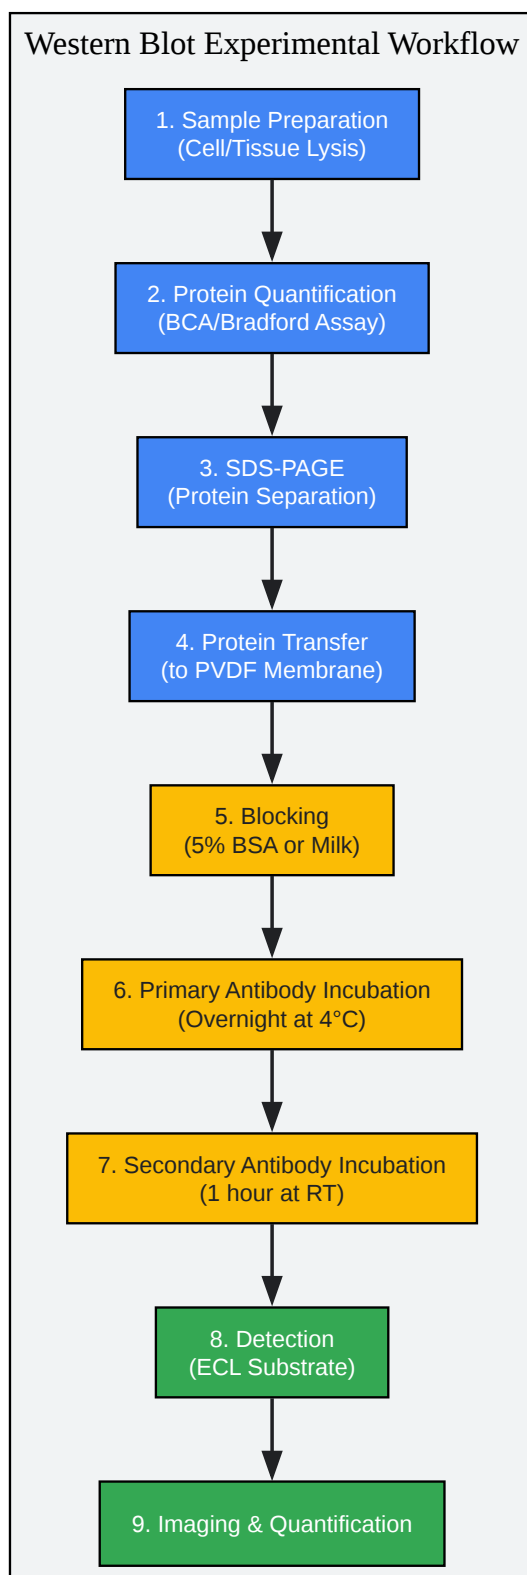 Western Blot Experimental Workflow
1. Sample Preparation
(Cell/Tissue Lysis)
2. Protein Quantification
(BCA/Bradford Assay)
3. SDS-PAGE
(Protein Separation)
4. Protein Transfer
(to PVDF Membrane)
5. Blocking
(5% BSA or Milk)
6. Primary Antibody Incubation
(Overnight at 4°C)
7. Secondary Antibody Incubation
(1 hour at RT)
8. Detection
(ECL Substrate)
9. Imaging & Quantification